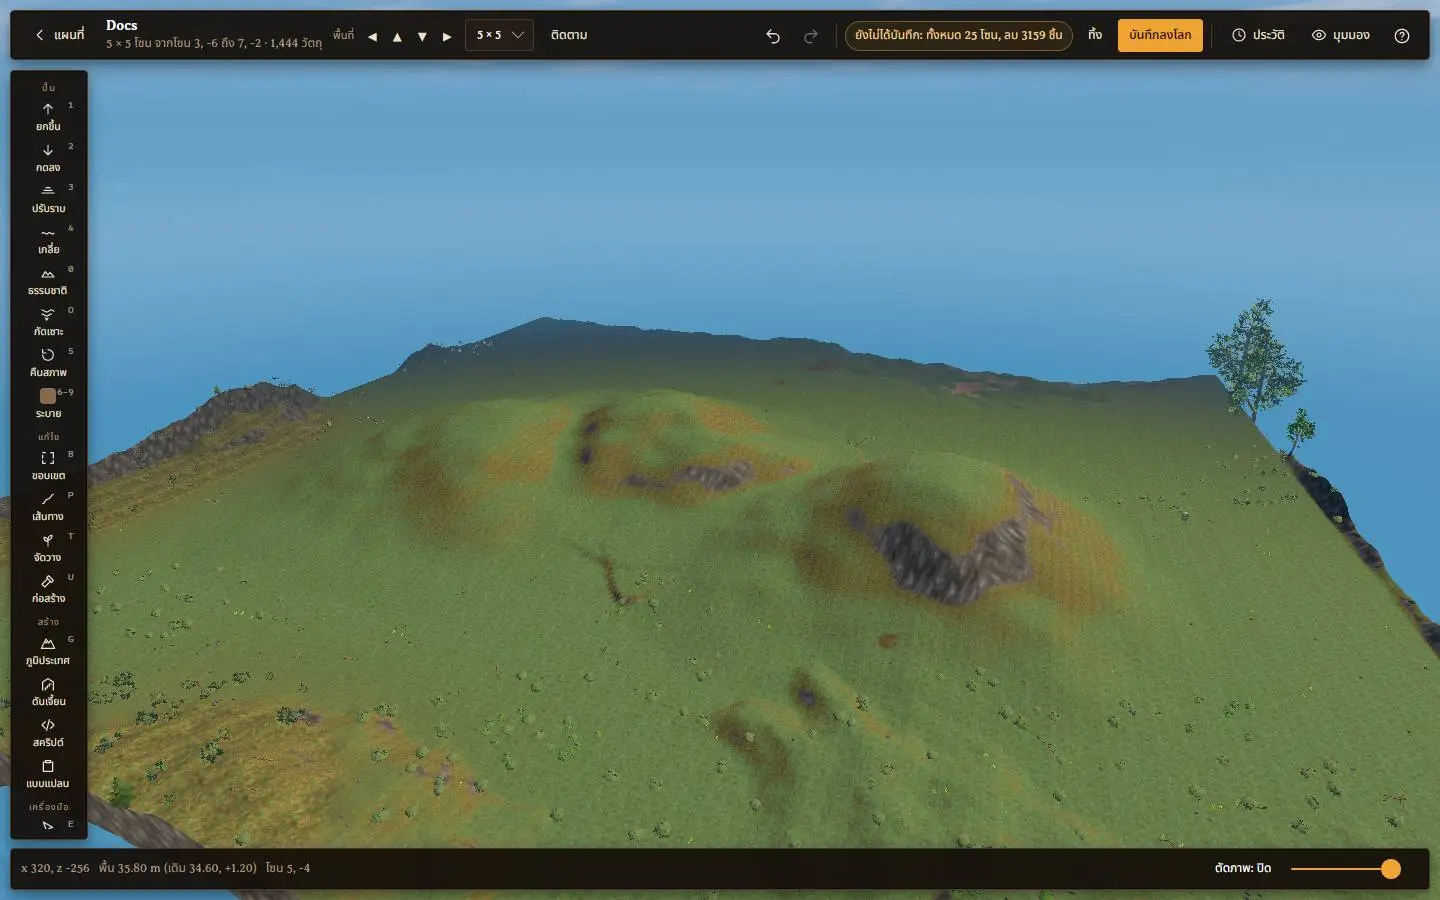 แผนที่
Docs
5 × 5 โซน จากโซน 3, -6 ถึง 7, -2 · 1,444 วัตถุ
พื้นที่
5 × 5
ติดตาม
ยังไม่ได้บันทึก: ทั้งหมด 25 โซน, ลบ 3159 ชิ้น
ทิ้ง
บันทึกลงโลก
ประวัติ
มุมมอง
ปั้น
1
ยกขึ้น
2
กดลง
3
ปรับราบ
4
เกลี่ย
0
ธรรมชาติ
O
กัดเซาะ
5
คืนสภาพ
6–9
ระบาย
แก้ไข
B
ขอบเขต
P
เส้นทาง
T
จัดวาง
U
ก่อสร้าง
สร้าง
G
ภูมิประเทศ
ดันเจี้ยน
สคริปต์
แบบแปลน
เครื่องมือ
E
x 320, z -256 พื้น 35.80 m (เดิม 34.60, +1.20) โซน 5, -4
ตัดภาพ: ปิด